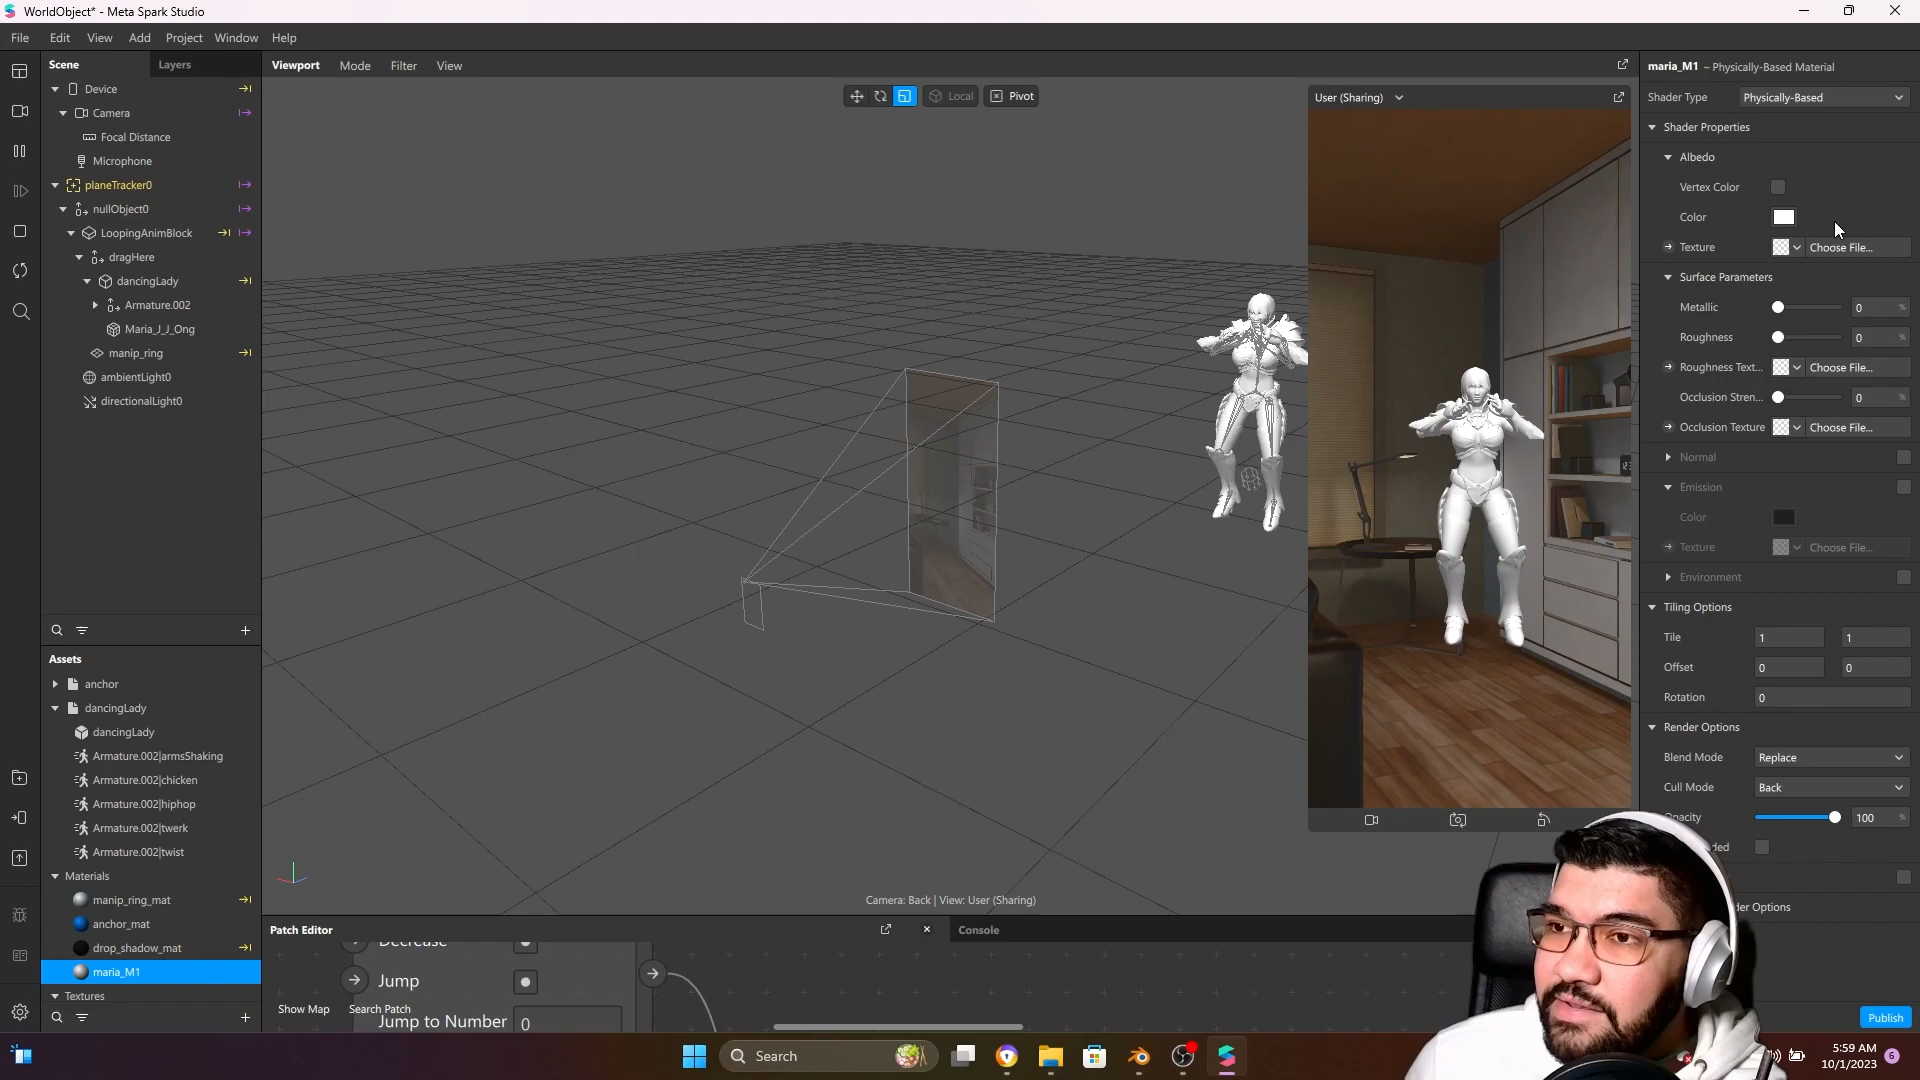 WorldObject* - Meta Spark Studio
File Edit View Add Project Window Help
Scene Layers
Device
Camera
Focal Distance
Microphone
planeTracker0
nullObject0
LoopingAnimBlock
dragHere
dancingLady
Armature.002
Maria_J_J_Ong
manip_ring
ambientLight0
directionalLight0
Assets
anchor
dancingLady
dancingLady
Armature.002|armsShaking
Armature.002|chicken
Armature.002|hiphop
Armature.002|twerk
Armature.002|twist
Materials
manip_ring_mat
anchor_mat
drop_shadow_mat
maria_M1
Textures
Viewport Mode Filter View
Local Pivot
User (Sharing)
Camera: Back | View: User (Sharing)
Patch Editor Console
Decrease
Jump
Show Map Search Patch
Jump to Number 0
maria_M1 – Physically-Based Material
Shader Type Physically-Based
Shader Properties
Albedo
Vertex Color
Color
Texture Choose File...
Surface Parameters
Metallic 0 %
Roughness 0 %
Roughness Text... Choose File...
Occlusion Stren... 0 %
Occlusion Texture Choose File...
Normal
Emission
Color
Texture Choose File...
Environment
Tiling Options
Tile 1 1
Offset 0 0
Rotation 0
Render Options
Blend Mode Replace
Cull Mode Back
Opacity 100 %
ded
der Options
Publish
Search
5:59 AM
10/1/2023 6